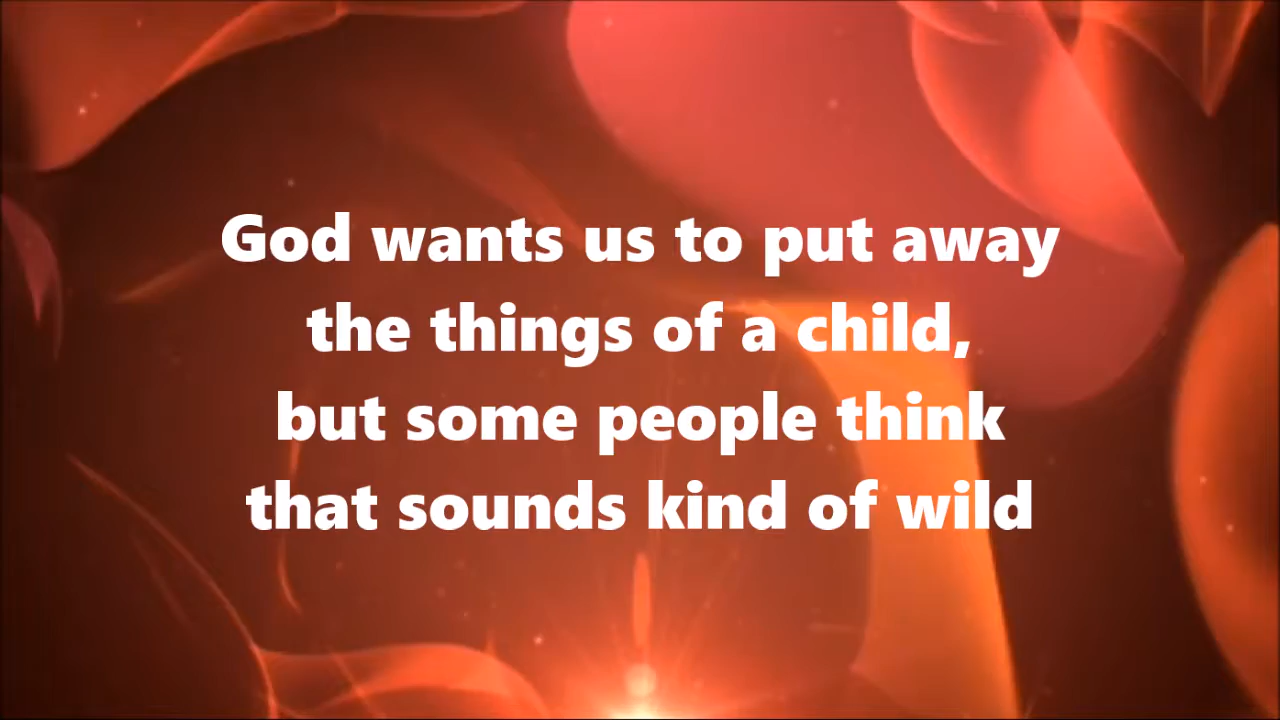 God wants us to put away
the things of a child,
but some people think
that sounds kind of wild